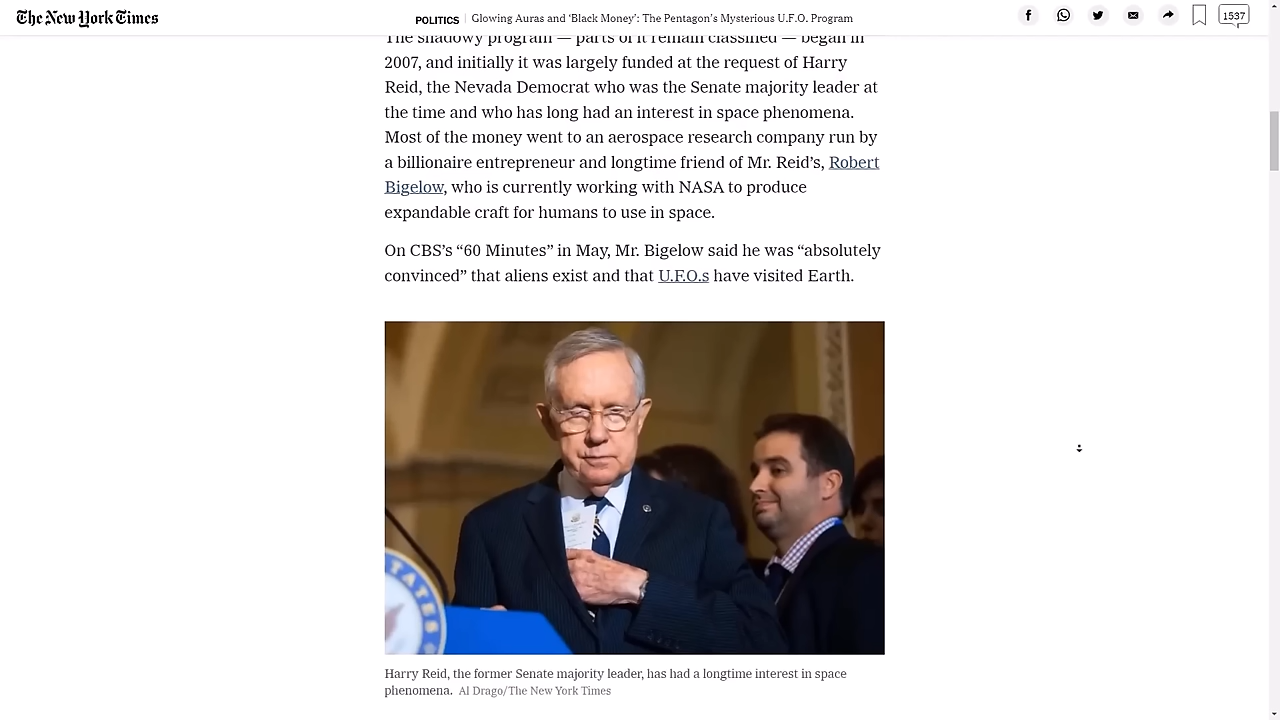 The New York Times
POLITICS | Glowing Auras and ‘Black Money’: The Pentagon’s Mysterious U.F.O. Program
1537
The shadowy program — parts of it remain classified — began in
2007, and initially it was largely funded at the request of Harry
Reid, the Nevada Democrat who was the Senate majority leader at
the time and who has long had an interest in space phenomena.
Most of the money went to an aerospace research company run by
a billionaire entrepreneur and longtime friend of Mr. Reid’s, Robert
Bigelow, who is currently working with NASA to produce
expandable craft for humans to use in space.
On CBS’s “60 Minutes” in May, Mr. Bigelow said he was “absolutely
convinced” that aliens exist and that U.F.O.s have visited Earth.
TATES
Harry Reid, the former Senate majority leader, has had a longtime interest in space
phenomena. Al Drago/The New York Times